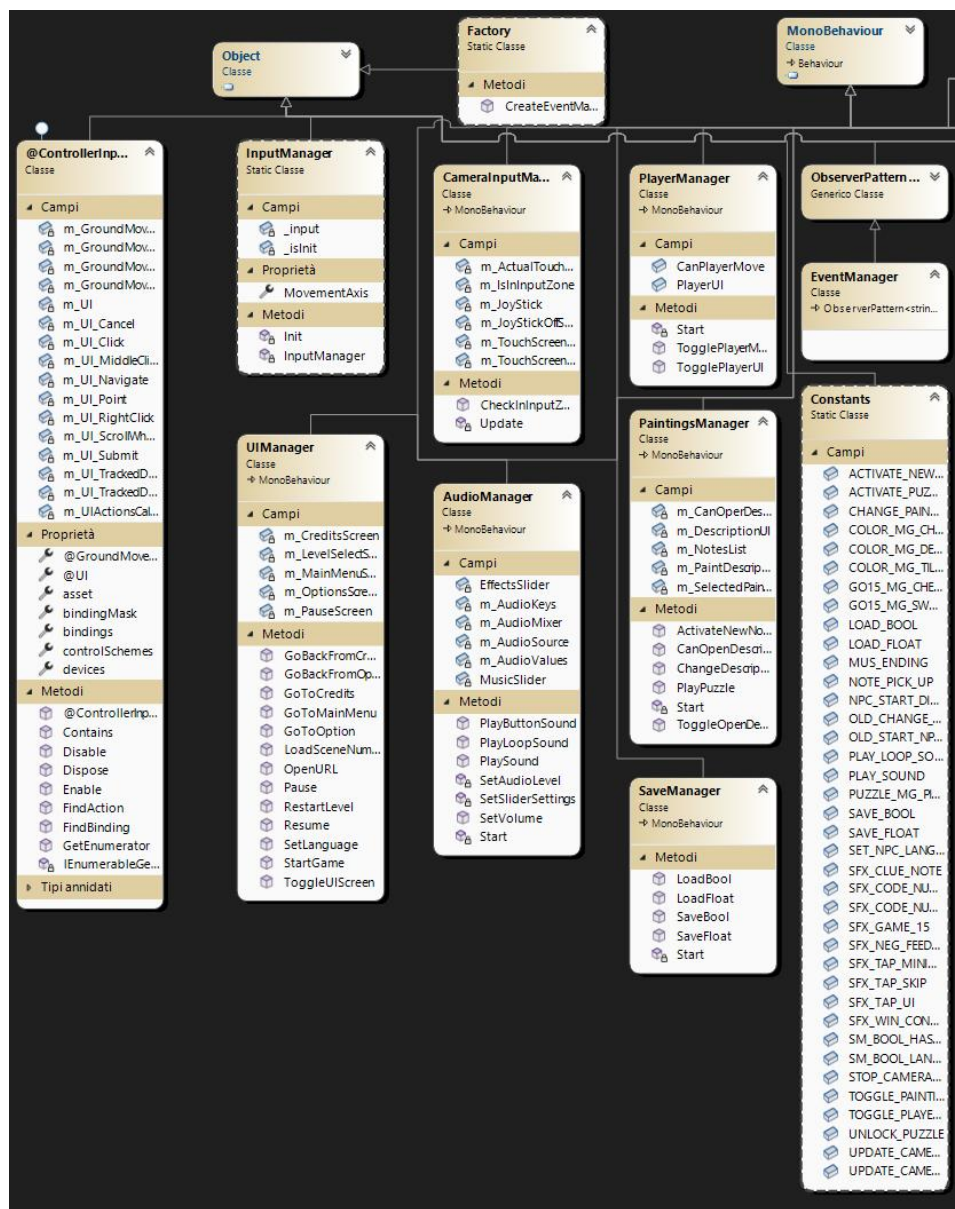 Object
Classe
Factory
Static Classe
Metodi
CreateEventMa...
MonoBehaviour
Classe
Behaviour
@ControllerInp...
Classe
Campi
m_GroundMov...
m_GroundMov...
m_GroundMov...
m_GroundMov...
m_UI
m_UI_Cancel
m_UI_Click
m_UI_MiddleCli...
m_UI_Navigate
m_UI_Point
m_UI_RightClick
m_UI_ScrollWh...
m_UI_Submit
m_UI_TrackedD...
m_UI_TrackedD...
m_UIActionsCal...
Proprietà
@GroundMove...
@UI
asset
bindingMask
bindings
controlSchemes
devices
Metodi
@ControllerInp...
Contains
Disable
Dispose
Enable
FindAction
FindBinding
GetEnumerator
IEnumerableGe...
Tipi annidati
InputManager
Static Classe
Campi
_input
_isInit
Proprietà
MovementAxis
Metodi
Init
InputManager
UIManager
Classe
MonoBehaviour
Campi
m_CreditsScreen
m_LevelSelectS...
m_MainMenuS...
m_OptionsScre...
m_PauseScreen
Metodi
GoBackFromCr...
GoBackFromOp...
GoToCredits
GoToMainMenu
GoToOption
LoadSceneNum...
OpenURL
Pause
RestartLevel
Resume
SetLanguage
StartGame
ToggleUIScreen
CameraInputMa...
Classe
MonoBehaviour
Campi
m_ActualTouch...
m_IsInInputZone
m_JoyStick
m_JoyStickOffS...
m_TouchScreen...
m_TouchScreen...
Metodi
CheckInInputZ...
Update
AudioManager
Classe
MonoBehaviour
Campi
EffectsSlider
m_AudioKeys
m_AudioMixer
m_AudioSource
m_AudioValues
MusicSlider
Metodi
PlayButtonSound
PlayLoopSound
PlaySound
SetAudioLevel
SetSliderSettings
SetVolume
Start
PlayerManager
Classe
MonoBehaviour
Campi
CanPlayerMove
PlayerUI
Metodi
Start
TogglePlayerM...
TogglePlayerUI
PaintingsManager
Classe
MonoBehaviour
Campi
m_CanOperDes...
m_DescriptionUI
m_NotesList
m_PaintDescrip...
m_SelectedPain...
Metodi
ActivateNewNo...
CanOpenDescri...
ChangeDescrip...
PlayPuzzle
Start
ToggleOpenDe...
SaveManager
Classe
MonoBehaviour
Metodi
LoadBool
LoadFloat
SaveBool
SaveFloat
Start
ObserverPattern ...
Generico Classe
EventManager
Classe
ObserverPattern<strin...
Constants
Static Classe
Campi
ACTIVATE_NEW...
ACTIVATE_PUZ...
CHANGE_PAIN...
COLOR_MG_CH...
COLOR_MG_DE...
COLOR_MG_TIL...
GO15_MG_CHE...
GO15_MG_SW...
LOAD_BOOL
LOAD_FLOAT
MUS_ENDING
NOTE_PICK_UP
NPC_START_DI...
OLD_CHANGE_...
OLD_START_NP...
PLAY_LOOP_SO...
PLAY_SOUND
PUZZLE_MG_PI...
SAVE_BOOL
SAVE_FLOAT
SET_NPC_LANG...
SFX_CLUE_NOTE
SFX_CODE_NU...
SFX_CODE_NU...
SFX_GAME_15
SFX_NEG_FEED...
SFX_TAP_MINI...
SFX_TAP_SKIP
SFX_TAP_UI
SFX_WIN_CON...
SM_BOOL_HAS...
SM_BOOL_LAN...
STOP_CAMERA...
TOGGLE_PAINTI...
TOGGLE_PLAYE...
UNLOCK_PUZZLE
UPDATE_CAME...
UPDATE_CAME...